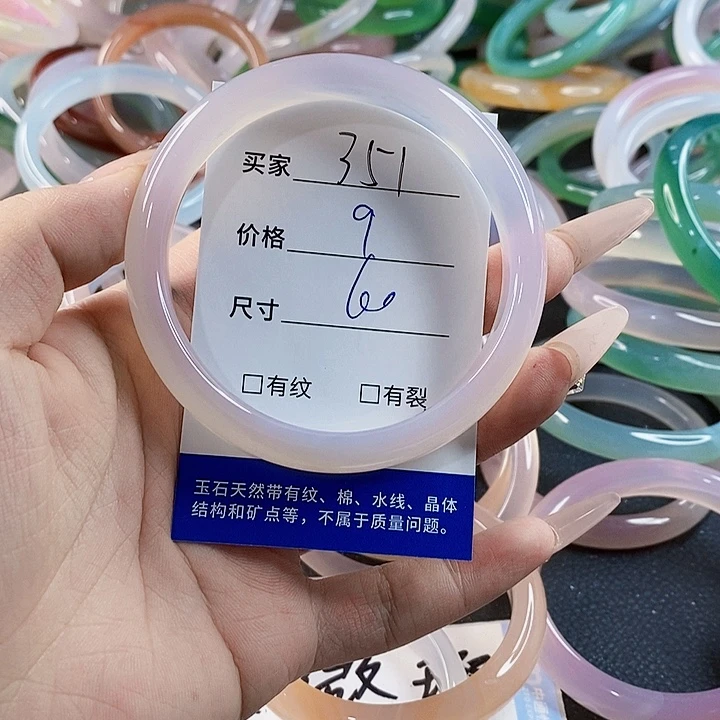 买家 351
价格 9
尺寸 6
□有纹 □有裂
玉石天然带有纹、棉、水线、晶体
结构和矿点等，不属于质量问题。